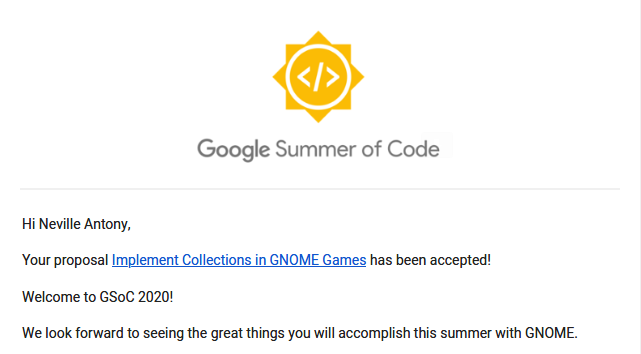 </>
Google Summer of Code
Hi Neville Antony,
Your proposal Implement Collections in GNOME Games has been accepted!
Welcome to GSoC 2020!
We look forward to seeing the great things you will accomplish this summer with GNOME.